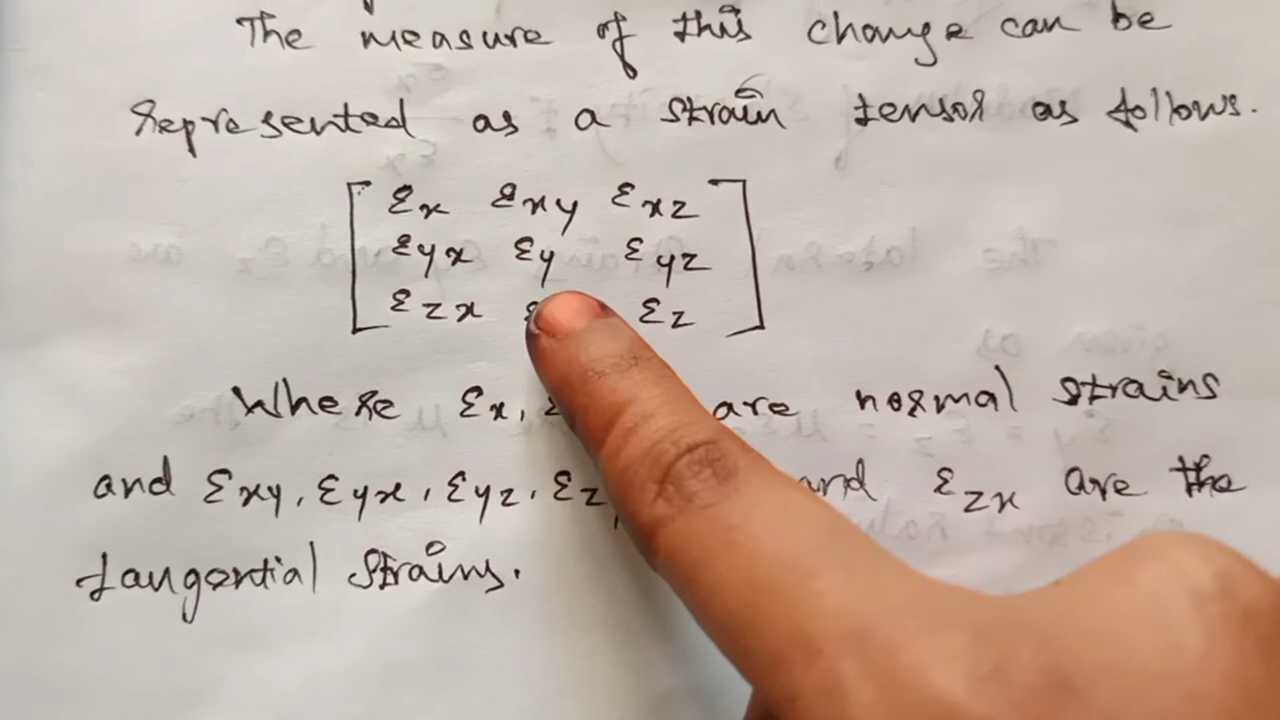 The measure of this change can be
represented as a strain tensor as follows.
εx εxy εxz
εyx εy εyz
εzx εz
Where εx, are normal strains
and εxy, εyx, εyz, εz and εzx are the
tangential strains.